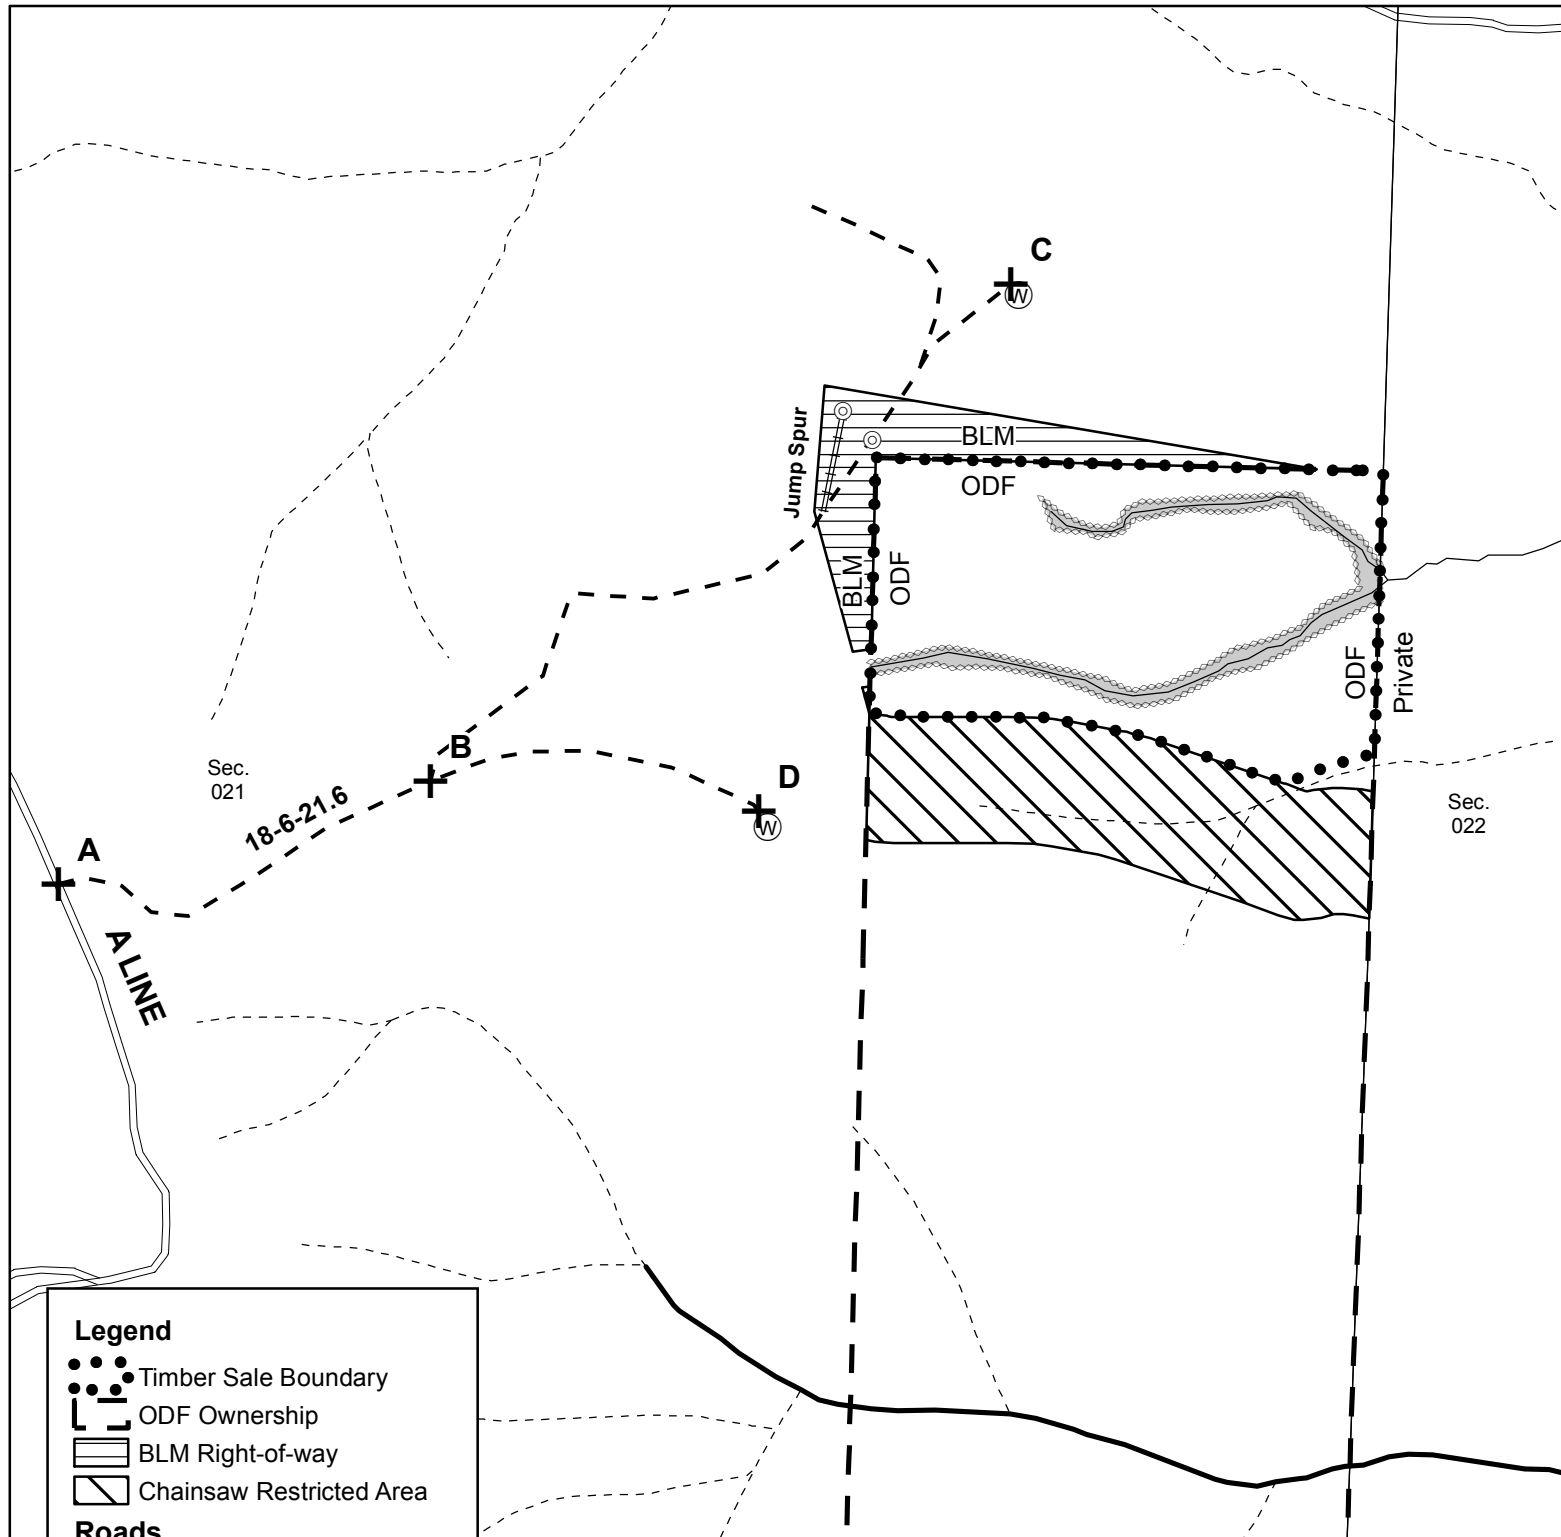 C
W
Jump Spur
BLM
ODF
BLM
ODF
ODF
Private
B
D
W
Sec.
021
18-6-21.6
Sec.
022
A
A LINE
Legend
Timber Sale Boundary
ODF Ownership
BLM Right-of-way
Chainsaw Restricted Area
Roads